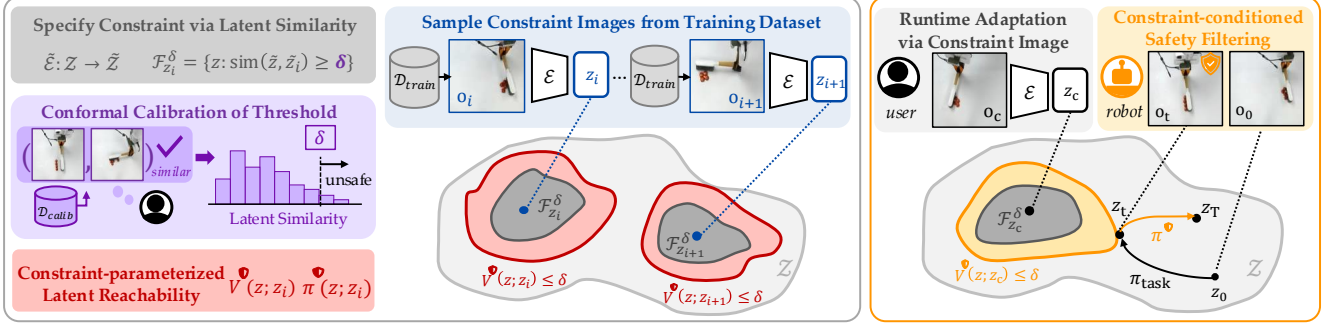 Specify Constraint via Latent Similarity
Ẽ: Z → Z̃ F^δ_{z_i} = {z: sim(z̃, z̃_i) ≥ δ}
Conformal Calibration of Threshold
( , ) similar
D_calib
δ
unsafe
Latent Similarity
Constraint-parameterized
Latent Reachability
V(z; z_i) π(z; z_i)
Sample Constraint Images from Training Dataset
D_train o_i E z_i ... D_train o_{i+1} E z_{i+1}
F^δ_{z_i}
F^δ_{z_{i+1}}
V(z; z_i) ≤ δ
V(z; z_{i+1}) ≤ δ
Z
Runtime Adaptation
via Constraint Image
user o_c E z_c
Constraint-conditioned
Safety Filtering
robot o_t o_0
F^δ_{z_c}
z_t
z_T
π
V(z; z_c) ≤ δ
π_task
z_0
Z